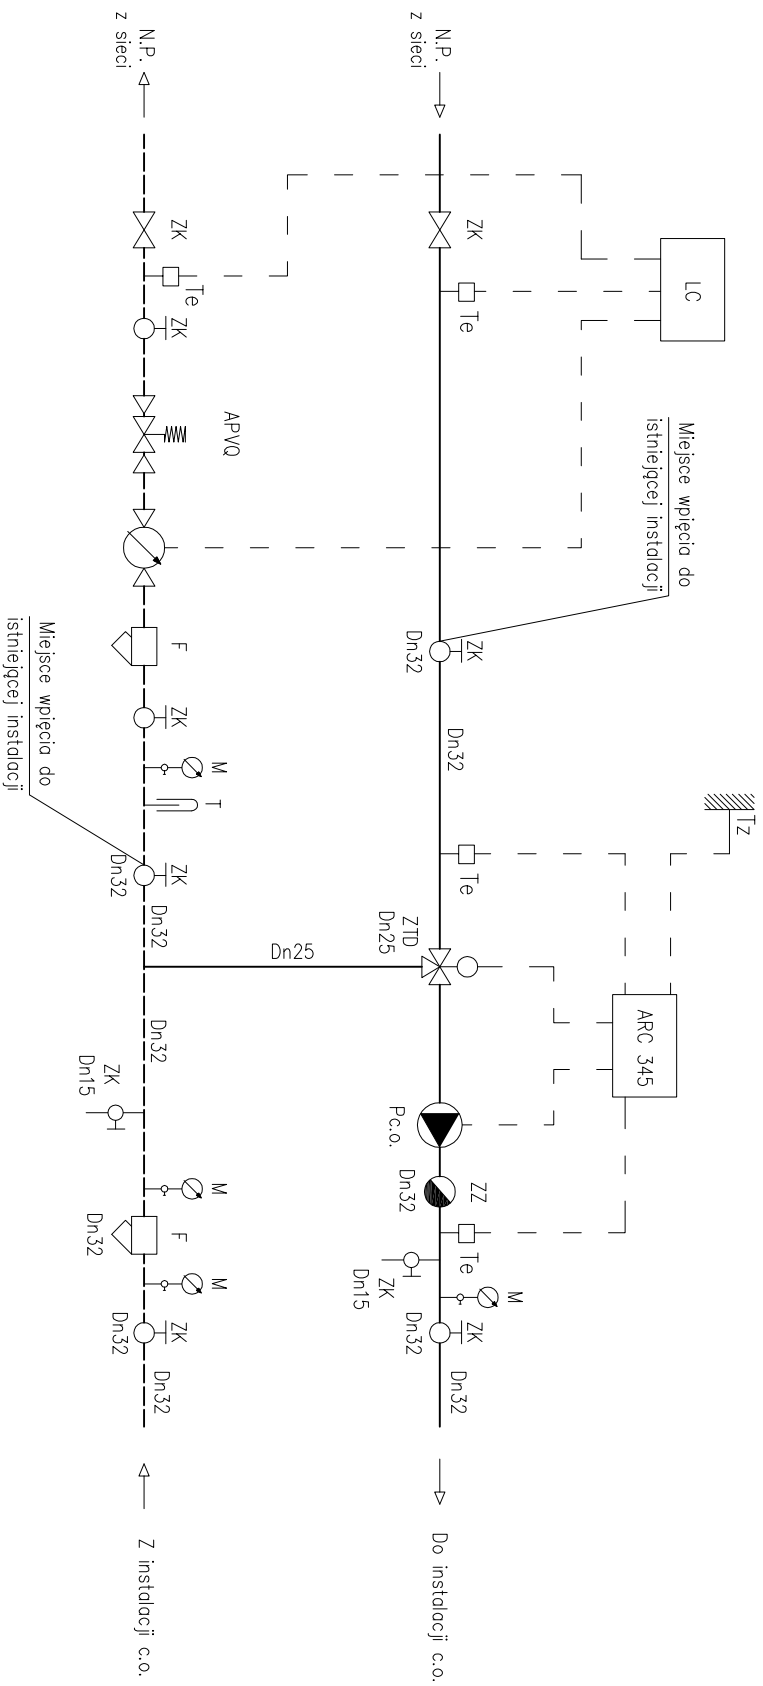 LC
Miejsce wpięcia do
istniejącej instalacji
Tz
ARC 345
N.P.
z sieci
ZK
Te
ZK
Dn32
Dn32
Te
ZTD
Dn25
Pc.o.
ZZ
Dn32
Te
ZK
Dn15
M
ZK
Dn32
Dn32
Do instalacji c.o.
Dn25
N.P.
z sieci
ZK
Te
ZK
APVQ
F
ZK
M
T
ZK
Dn32
Dn32
Dn32
ZK
Dn15
M
F
Dn32
M
ZK
Dn32
Dn32
Z instalacji c.o.
Miejsce wpięcia do
istniejącej instalacji